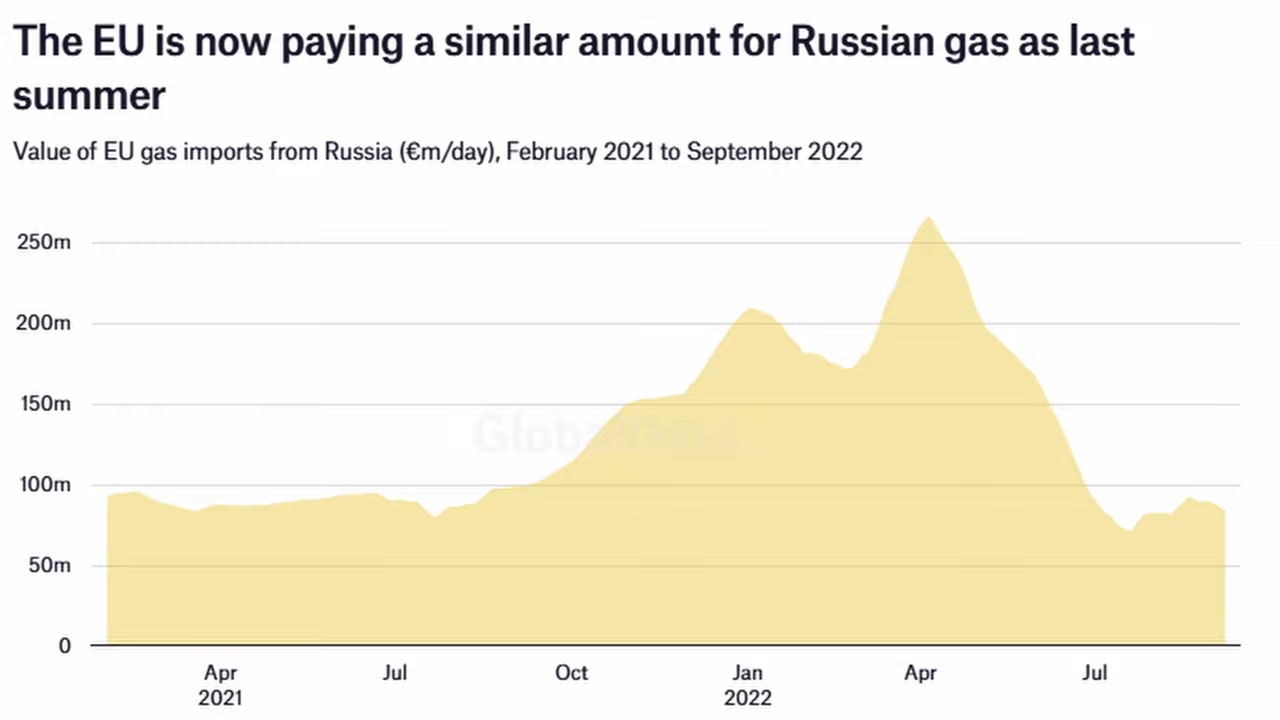 The EU is now paying a similar amount for Russian gas as last
summer
Value of EU gas imports from Russia (€m/day), February 2021 to September 2022
250m
200m
150m
GlobalData
100m
50m
0
Apr Jul Oct Jan Apr Jul
2021 2022